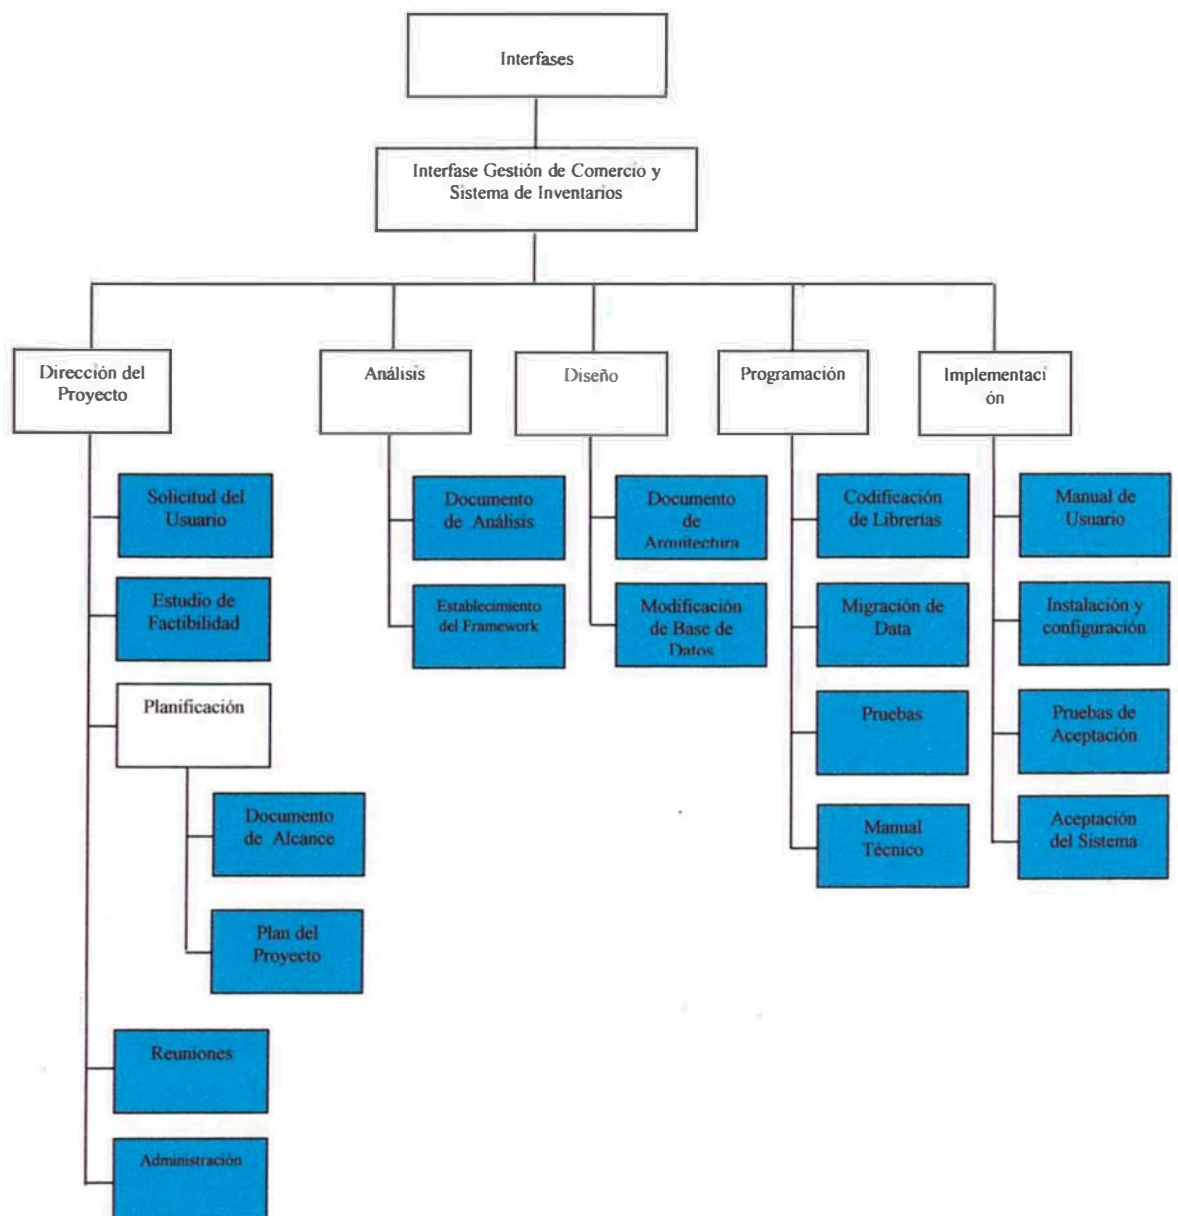 Interfases
Interfase Gestión de Comercio y
Sistema de Inventarios
Dirección del
Proyecto
Análisis
Diseño
Programación
Implementaci
ón
Solicitud del
Usuario
Estudio de
Factibilidad
Planificación
Documento
de Alcance
Plan del
Proyecto
Reuniones
Administración
Documento
de Análisis
Establecimiento
del Framework
Documento
de
Arquitectura
Modificación
de Base de
Datos
Codificación
de Librerías
Migración de
Data
Pruebas
Manual
Técnico
Manual de
Usuario
Instalación y
configuración
Pruebas de
Aceptación
Aceptación
del Sistema